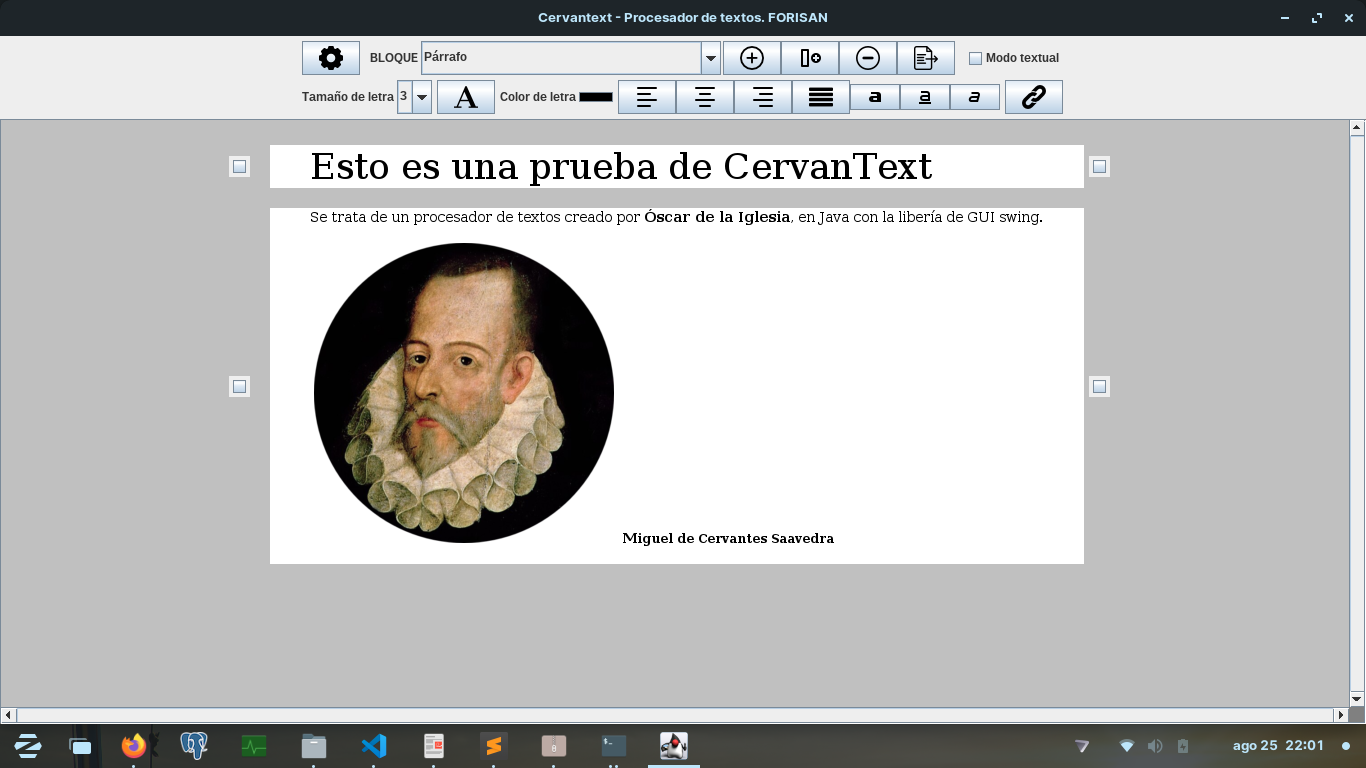 Cervantext - Procesador de textos. FORISAN
BLOQUE Párrafo Modo textual
Tamaño de letra 3 A Color de letra a a a
Esto es una prueba de CervanText
Se trata de un procesador de textos creado por Óscar de la Iglesia, en Java con la libería de GUI swing.
Miguel de Cervantes Saavedra
ago 25 22:01